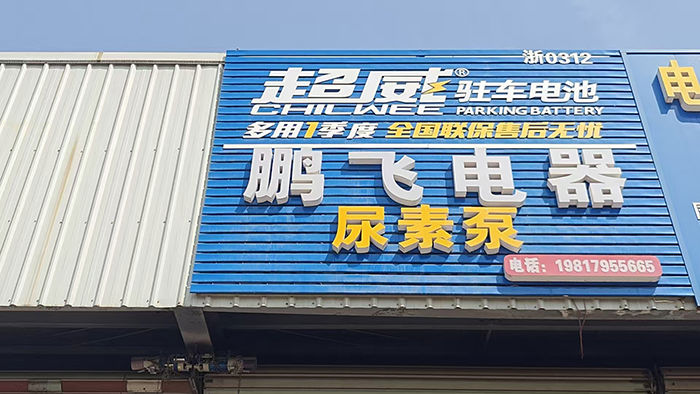 浙0312
超威® 驻车电池
CHILWEE PARKING BATTERY
多用1季度 全国联保售后无忧
鹏飞电器
尿素泵
电话：19817955665
电